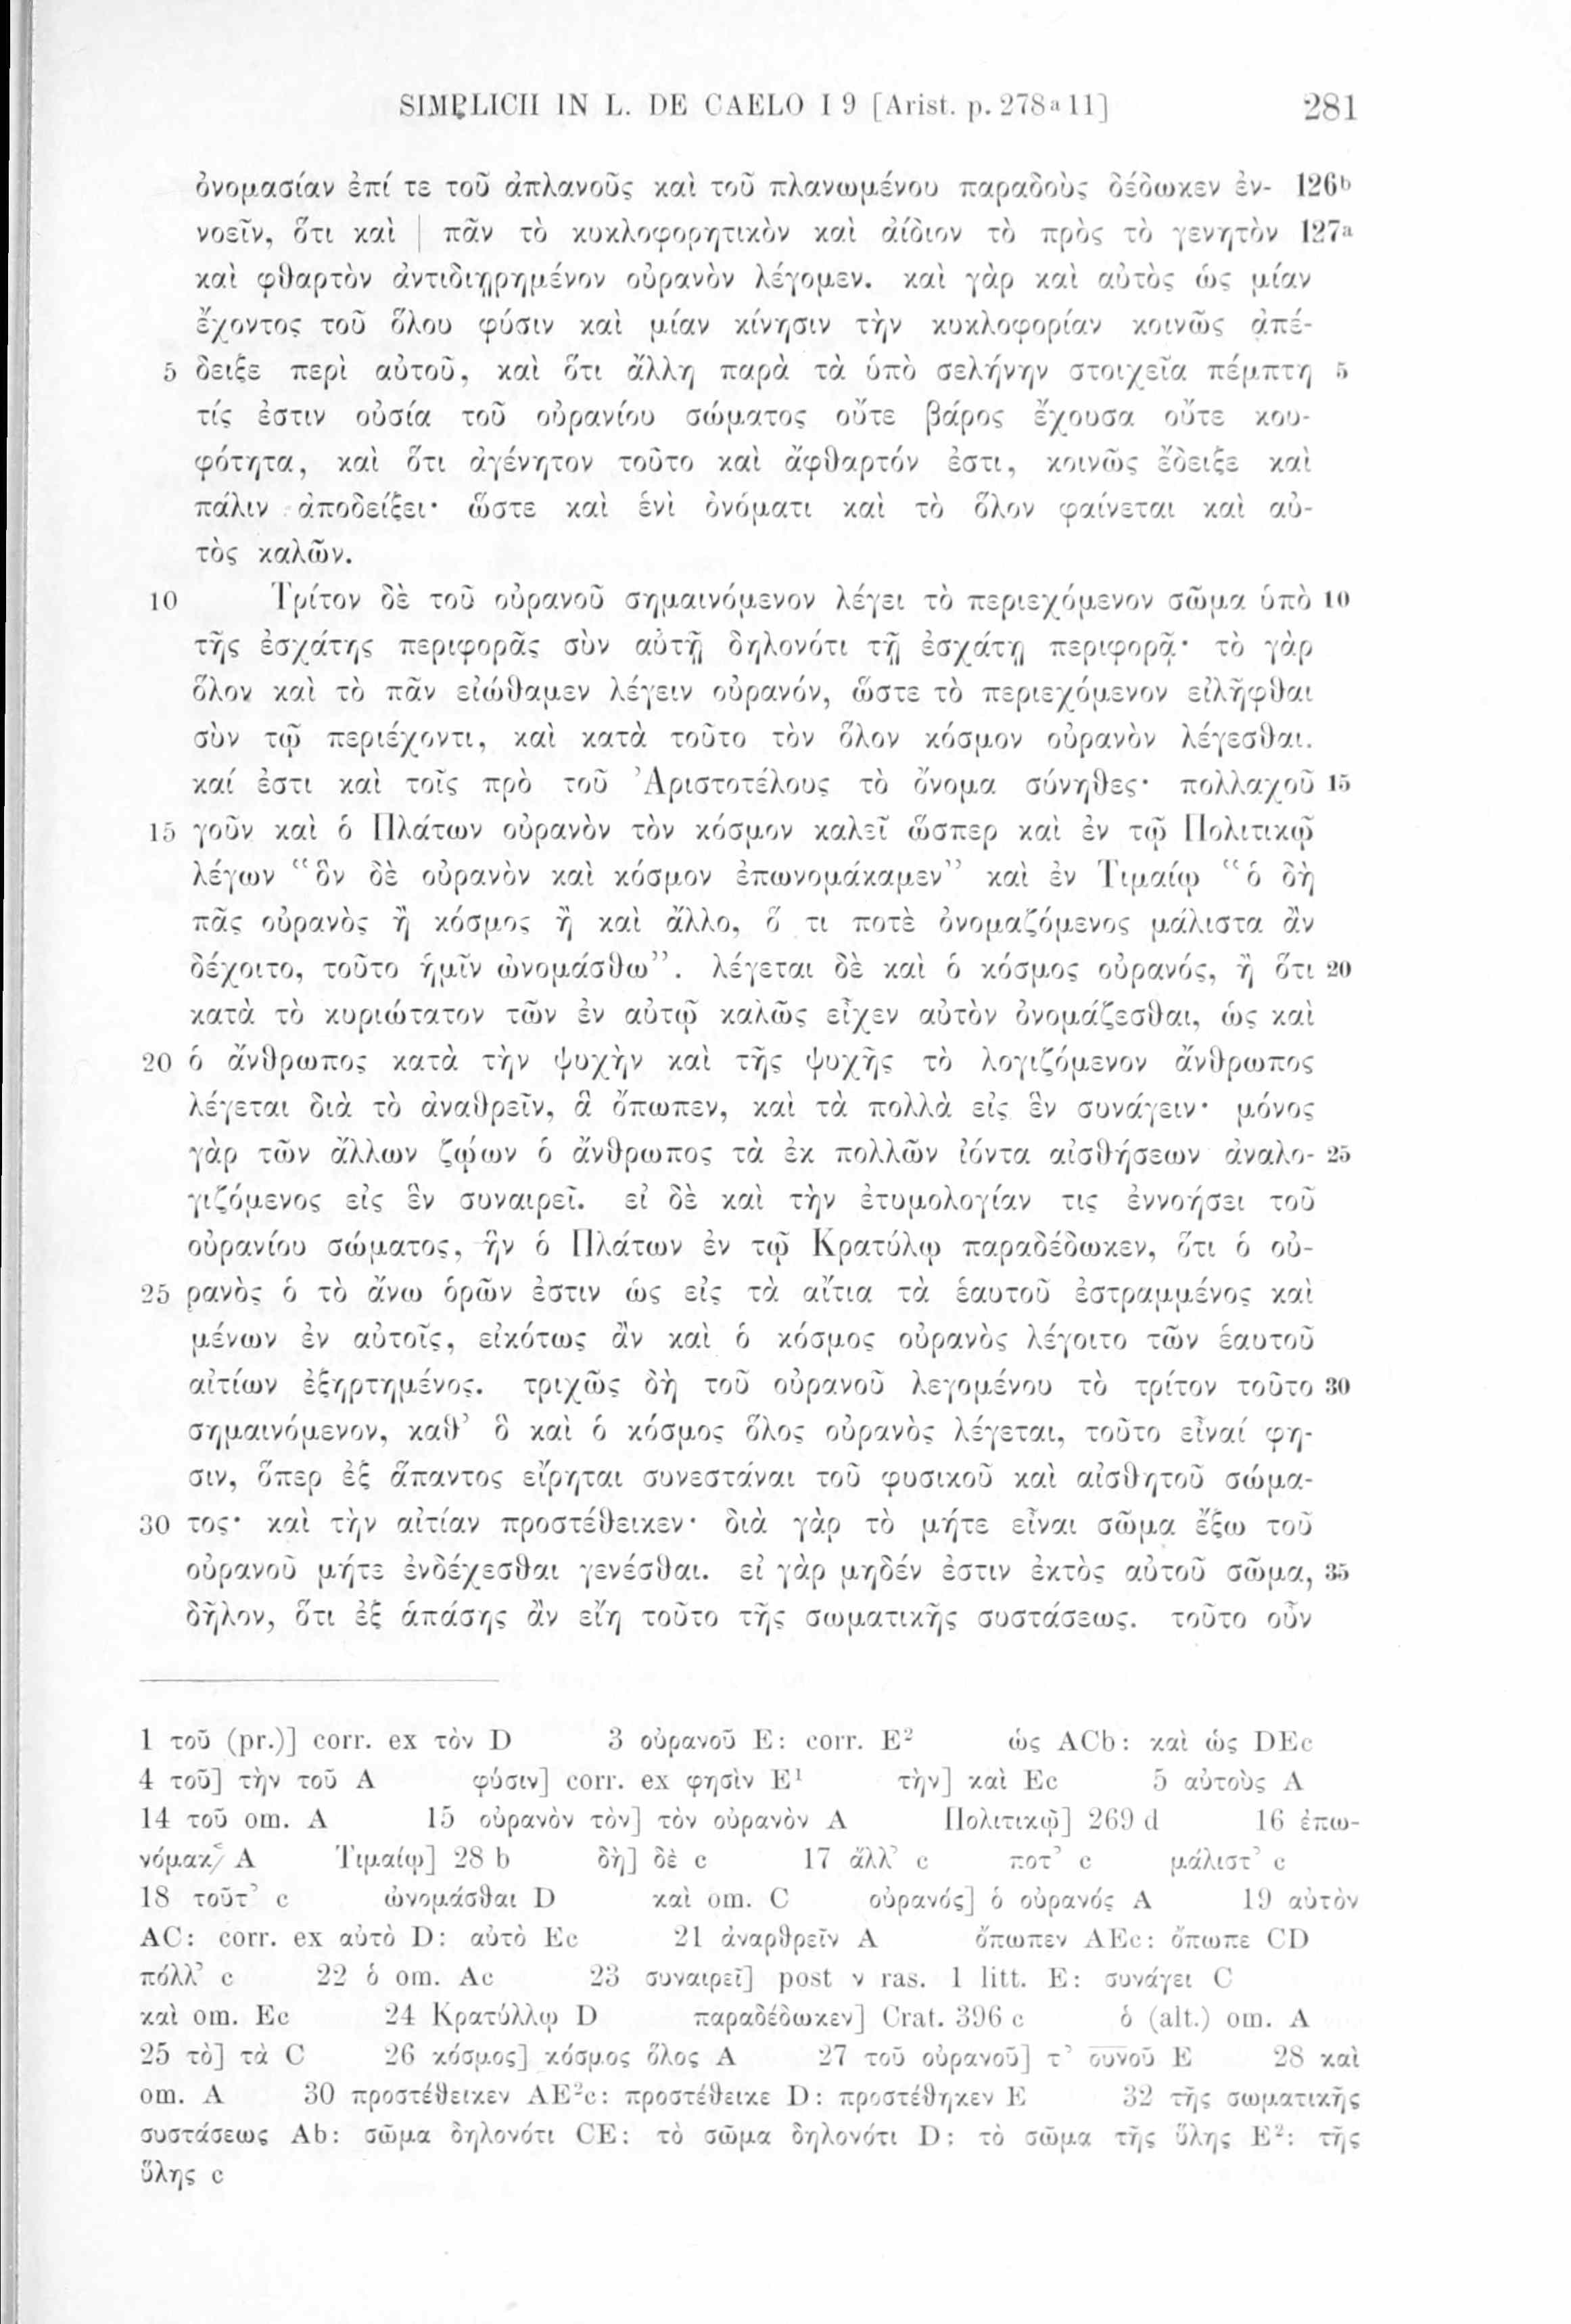 SIMPLICII IN L. DE CAELO I 9 [Arist. p. 278ᵃ11] 281
ὀνομασίαν ἐπί τε τοῦ ἀπλανοῦς καὶ τοῦ πλανωμένου παραδοὺς δέδωκεν ἐν- 126ᵇ
νοεῖν, ὅτι καὶ | πᾶν τὸ κυκλοφορητικὸν καὶ ἀίδιον τὸ πρὸς τὸ γενητὸν 127ᵃ
καὶ φθαρτὸν ἀντιδιῃρημένον οὐρανὸν λέγομεν. καὶ γὰρ καὶ αὐτὸς ὡς μίαν
ἔχοντος τοῦ ὅλου φύσιν καὶ μίαν κίνησιν τὴν κυκλοφορίαν κοινῶς ἀπέ-
5 δειξε περὶ αὐτοῦ, καὶ ὅτι ἄλλη παρὰ τὰ ὑπὸ σελήνην στοιχεῖα πέμπτη 5
τίς ἐστιν οὐσία τοῦ οὐρανίου σώματος οὔτε βάρος ἔχουσα οὔτε κου-
φότητα, καὶ ὅτι ἀγένητον τοῦτο καὶ ἄφθαρτόν ἐστι, κοινῶς ἔδειξε καὶ
πάλιν ἀποδείξει· ὥστε καὶ ἑνὶ ὀνόματι καὶ τὸ ὅλον φαίνεται καὶ αὐ-
τὸς καλῶν.
10 Τρίτον δὲ τοῦ οὐρανοῦ σημαινόμενον λέγει τὸ περιεχόμενον σῶμα ὑπὸ 10
τῆς ἐσχάτης περιφορᾶς σὺν αὐτῇ δηλονότι τῇ ἐσχάτῃ περιφορᾷ· τὸ γὰρ
ὅλον καὶ τὸ πᾶν εἰώθαμεν λέγειν οὐρανόν, ὥστε τὸ περιεχόμενον εἰλῆφθαι
σὺν τῷ περιέχοντι, καὶ κατὰ τοῦτο τὸν ὅλον κόσμον οὐρανὸν λέγεσθαι.
καί ἐστι καὶ τοῖς πρὸ τοῦ Ἀριστοτέλους τὸ ὄνομα σύνηθες· πολλαχοῦ 15
15 γοῦν καὶ ὁ Πλάτων οὐρανὸν τὸν κόσμον καλεῖ ὥσπερ καὶ ἐν τῷ Πολιτικῷ
λέγων “ὃν δὲ οὐρανὸν καὶ κόσμον ἐπωνομάκαμεν” καὶ ἐν Τιμαίῳ “ὁ δὴ
πᾶς οὐρανὸς ἢ κόσμος ἢ καὶ ἄλλο, ὅ τι ποτὲ ὀνομαζόμενος μάλιστα ἂν
δέχοιτο, τοῦτο ἡμῖν ὠνομάσθω”. λέγεται δὲ καὶ ὁ κόσμος οὐρανός, ἢ ὅτι 20
κατὰ τὸ κυριώτατον τῶν ἐν αὐτῷ καλῶς εἶχεν αὐτὸν ὀνομάζεσθαι, ὡς καὶ
20 ὁ ἄνθρωπος κατὰ τὴν ψυχὴν καὶ τῆς ψυχῆς τὸ λογιζόμενον ἄνθρωπος
λέγεται διὰ τὸ ἀναθρεῖν, ἃ ὄπωπεν, καὶ τὰ πολλὰ εἰς ἓν συνάγειν· μόνος
γὰρ τῶν ἄλλων ζῴων ὁ ἄνθρωπος τὰ ἐκ πολλῶν ἰόντα αἰσθήσεων ἀναλο- 25
γιζόμενος εἰς ἓν συναιρεῖ. εἰ δὲ καὶ τὴν ἐτυμολογίαν τις ἐννοήσει τοῦ
οὐρανίου σώματος, ἣν ὁ Πλάτων ἐν τῷ Κρατύλῳ παραδέδωκεν, ὅτι ὁ οὐ-
25 ρανὸς ὁ τὸ ἄνω ὁρῶν ἐστιν ὡς εἰς τὰ αἴτια τὰ ἑαυτοῦ ἐστραμμένος καὶ
μένων ἐν αὐτοῖς, εἰκότως ἂν καὶ ὁ κόσμος οὐρανὸς λέγοιτο τῶν ἑαυτοῦ
αἰτίων ἐξηρτημένος. τριχῶς δὴ τοῦ οὐρανοῦ λεγομένου τὸ τρίτον τοῦτο 30
σημαινόμενον, καθ’ ὃ καὶ ὁ κόσμος ὅλος οὐρανὸς λέγεται, τοῦτο εἶναί φη-
σιν, ὅπερ ἐξ ἅπαντος εἴρηται συνεστάναι τοῦ φυσικοῦ καὶ αἰσθητοῦ σώμα-
30 τος· καὶ τὴν αἰτίαν προστέθεικεν· διὰ γὰρ τὸ μήτε εἶναι σῶμα ἔξω τοῦ
οὐρανοῦ μήτε ἐνδέχεσθαι γενέσθαι. εἰ γὰρ μηδέν ἐστιν ἐκτὸς αὐτοῦ σῶμα, 35
δῆλον, ὅτι ἐξ ἁπάσης ἂν εἴη τοῦτο τῆς σωματικῆς συστάσεως. τοῦτο οὖν
1 τοῦ (pr.)] corr. ex τὸν D 3 οὐρανοῦ E: corr. E² ὡς ACb: καὶ ὡς DEc
4 τοῦ] τὴν τοῦ A φύσιν] corr. ex φησὶν E¹ τὴν] καὶ Ec 5 αὐτοὺς A
14 τοῦ om. A 15 οὐρανὸν τὸν] τὸν οὐρανὸν A Πολιτικῷ] 269 d 16 ἐπω-
νόμακ A Τιμαίῳ] 28 b δὴ] δὲ c 17 ἄλλ’ c ποτ’ c μάλιστ’ c
18 τοῦτ’ c ὠνομάσθαι D καὶ om. C οὐρανός] ὁ οὐρανός A 19 αὐτὸν
AC: corr. ex αὐτὸ D: αὐτὸ Ec 21 ἀναρθρεῖν A ὄπωπεν AEc: ὄπωπε CD
πόλλ’ c 22 ὁ om. Ac 23 συναιρεῖ] post ν ras. 1 litt. E: συνάγει C
καὶ om. Ec 24 Κρατύλλῳ D παραδέδωκεν] Crat. 396 c ὁ (alt.) om. A
25 τὸ] τὰ C 26 κόσμος] κόσμος ὅλος A 27 τοῦ οὐρανοῦ] τ’ ουνοῦ E 28 καὶ
om. A 30 προστέθεικεν AE²c: προστέθεικε D: προστέθηκεν E 32 τῆς σωματικῆς
συστάσεως Ab: σῶμα δηλονότι CE: τὸ σῶμα δηλονότι D: τὸ σῶμα τῆς ὕλης E²: τῆς
ὕλης c